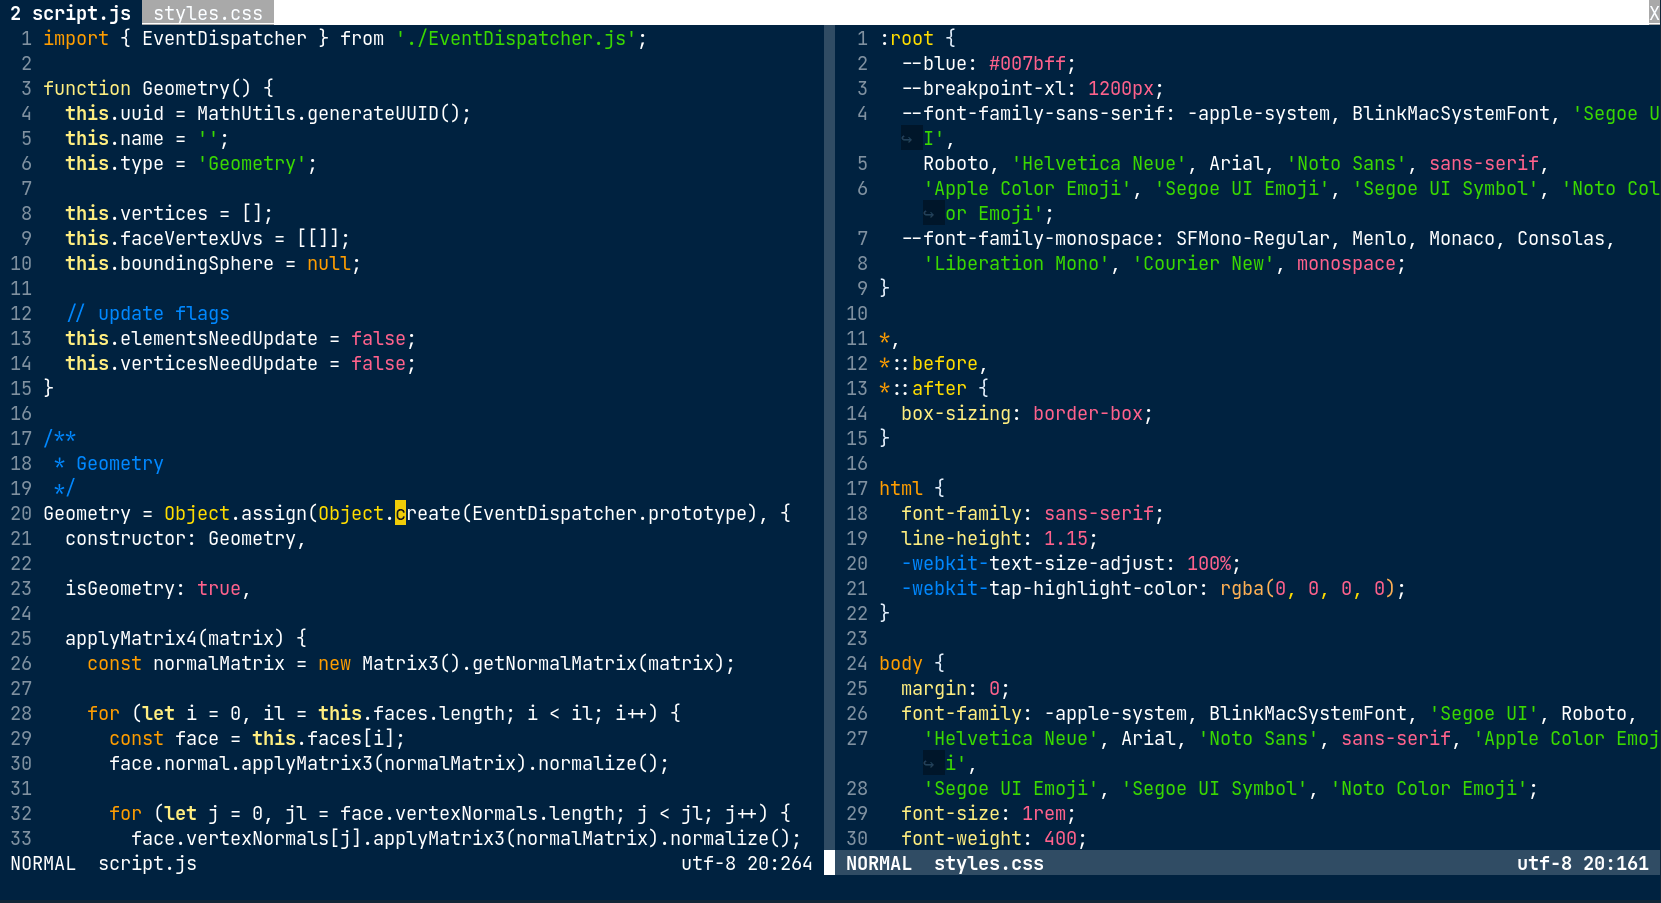 2 script.js  styles.css X
1 import { EventDispatcher } from './EventDispatcher.js';
2
3 function Geometry() {
4   this.uuid = MathUtils.generateUUID();
5   this.name = '';
6   this.type = 'Geometry';
7
8   this.vertices = [];
9   this.faceVertexUvs = [[]];
10   this.boundingSphere = null;
11
12   // update flags
13   this.elementsNeedUpdate = false;
14   this.verticesNeedUpdate = false;
15 }
16
17 /**
18  * Geometry
19  */
20 Geometry = Object.assign(Object.create(EventDispatcher.prototype), {
21   constructor: Geometry,
22
23   isGeometry: true,
24
25   applyMatrix4(matrix) {
26     const normalMatrix = new Matrix3().getNormalMatrix(matrix);
27
28     for (let i = 0, il = this.faces.length; i < il; i++) {
29       const face = this.faces[i];
30       face.normal.applyMatrix3(normalMatrix).normalize();
31
32       for (let j = 0, jl = face.vertexNormals.length; j < jl; j++) {
33         face.vertexNormals[j].applyMatrix3(normalMatrix).normalize();
NORMAL  script.js utf-8 20:264
1 :root {
2   --blue: #007bff;
3   --breakpoint-xl: 1200px;
4   --font-family-sans-serif: -apple-system, BlinkMacSystemFont, 'Segoe U
↪ I',
5     Roboto, 'Helvetica Neue', Arial, 'Noto Sans', sans-serif,
6     'Apple Color Emoji', 'Segoe UI Emoji', 'Segoe UI Symbol', 'Noto Col
↪ or Emoji';
7   --font-family-monospace: SFMono-Regular, Menlo, Monaco, Consolas,
8     'Liberation Mono', 'Courier New', monospace;
9 }
10
11 *,
12 *::before,
13 *::after {
14   box-sizing: border-box;
15 }
16
17 html {
18   font-family: sans-serif;
19   line-height: 1.15;
20   -webkit-text-size-adjust: 100%;
21   -webkit-tap-highlight-color: rgba(0, 0, 0, 0);
22 }
23
24 body {
25   margin: 0;
26   font-family: -apple-system, BlinkMacSystemFont, 'Segoe UI', Roboto,
27     'Helvetica Neue', Arial, 'Noto Sans', sans-serif, 'Apple Color Emoj
↪ i',
28     'Segoe UI Emoji', 'Segoe UI Symbol', 'Noto Color Emoji';
29   font-size: 1rem;
30   font-weight: 400;
NORMAL  styles.css utf-8 20:161